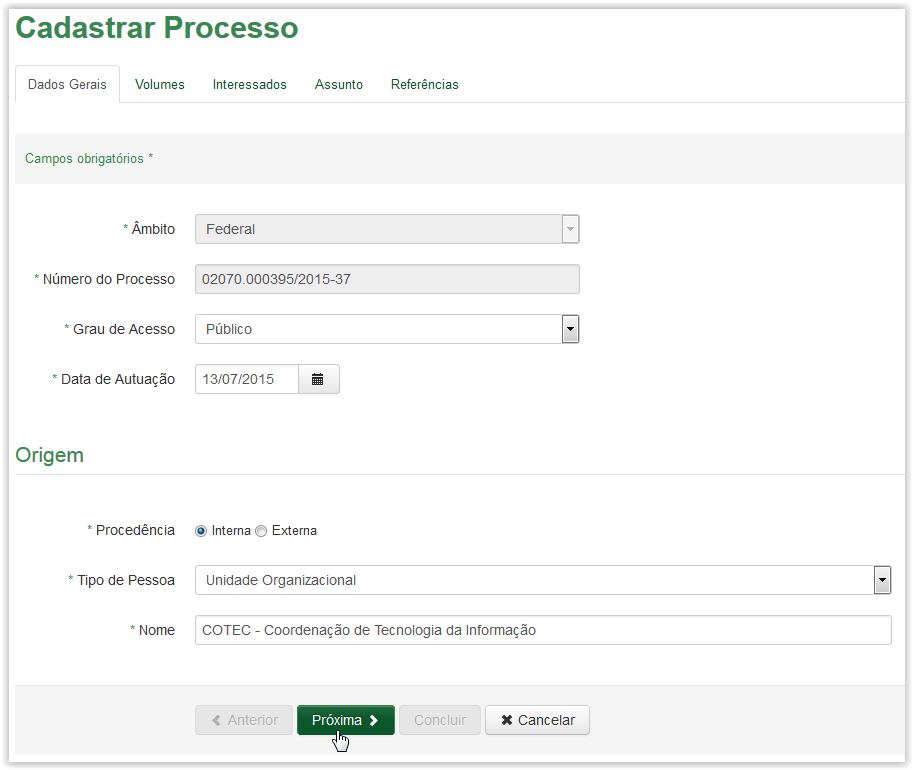 Cadastrar Processo
Dados Gerais Volumes Interessados Assunto Referências
Campos obrigatórios *
* Âmbito Federal
* Número do Processo 02070.000395/2015-37
* Grau de Acesso Público
* Data de Autuação 13/07/2015
Origem
* Procedência Interna Externa
* Tipo de Pessoa Unidade Organizacional
* Nome COTEC - Coordenação de Tecnologia da Informação
Anterior Próxima Concluir Cancelar